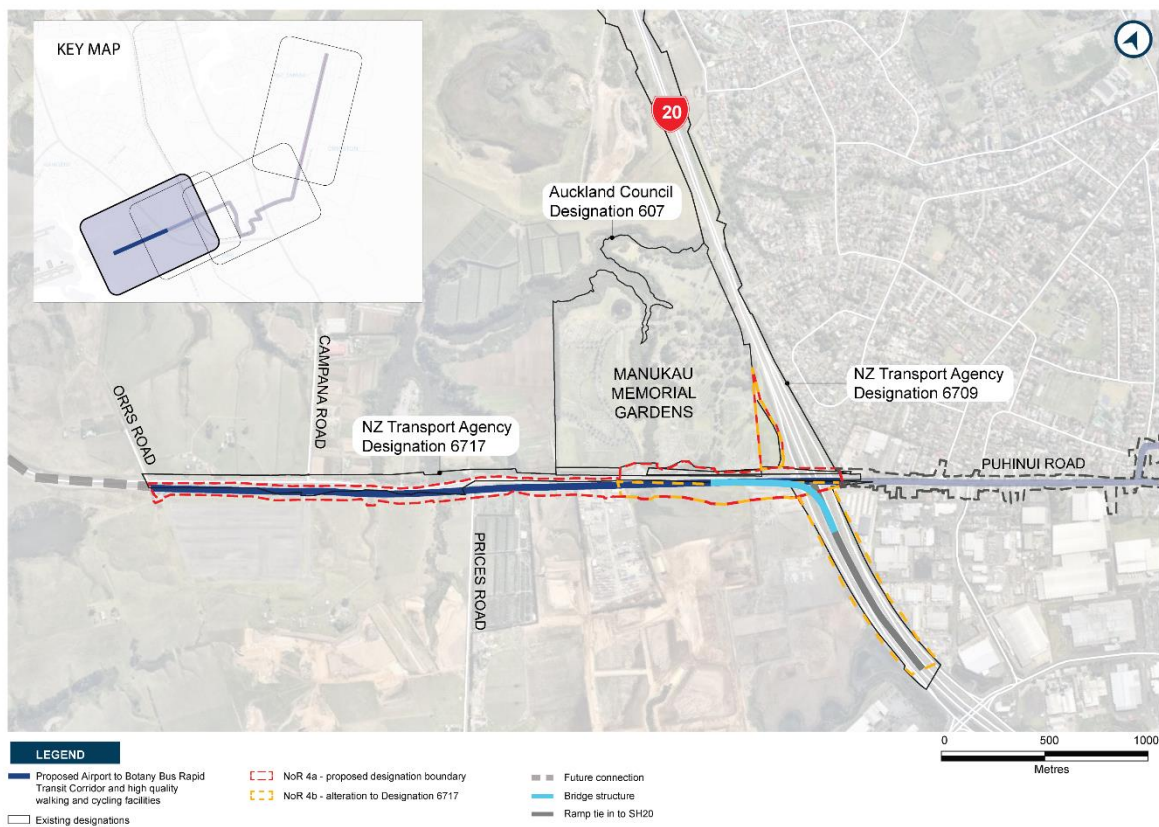 KEY MAP
20
Auckland Council
Designation 607
CAMPANA ROAD
ORRS ROAD
MANUKAU
MEMORIAL
GARDENS
NZ Transport Agency
Designation 6709
NZ Transport Agency
Designation 6717
PUHINUI ROAD
PRICES ROAD
0 500 1000
Metres
LEGEND
Proposed Airport to Botany Bus Rapid
Transit Corridor and high quality
walking and cycling facilities
Existing designations
NoR 4a - proposed designation boundary
NoR 4b - alteration to Designation 6717
Future connection
Bridge structure
Ramp tie in to SH20